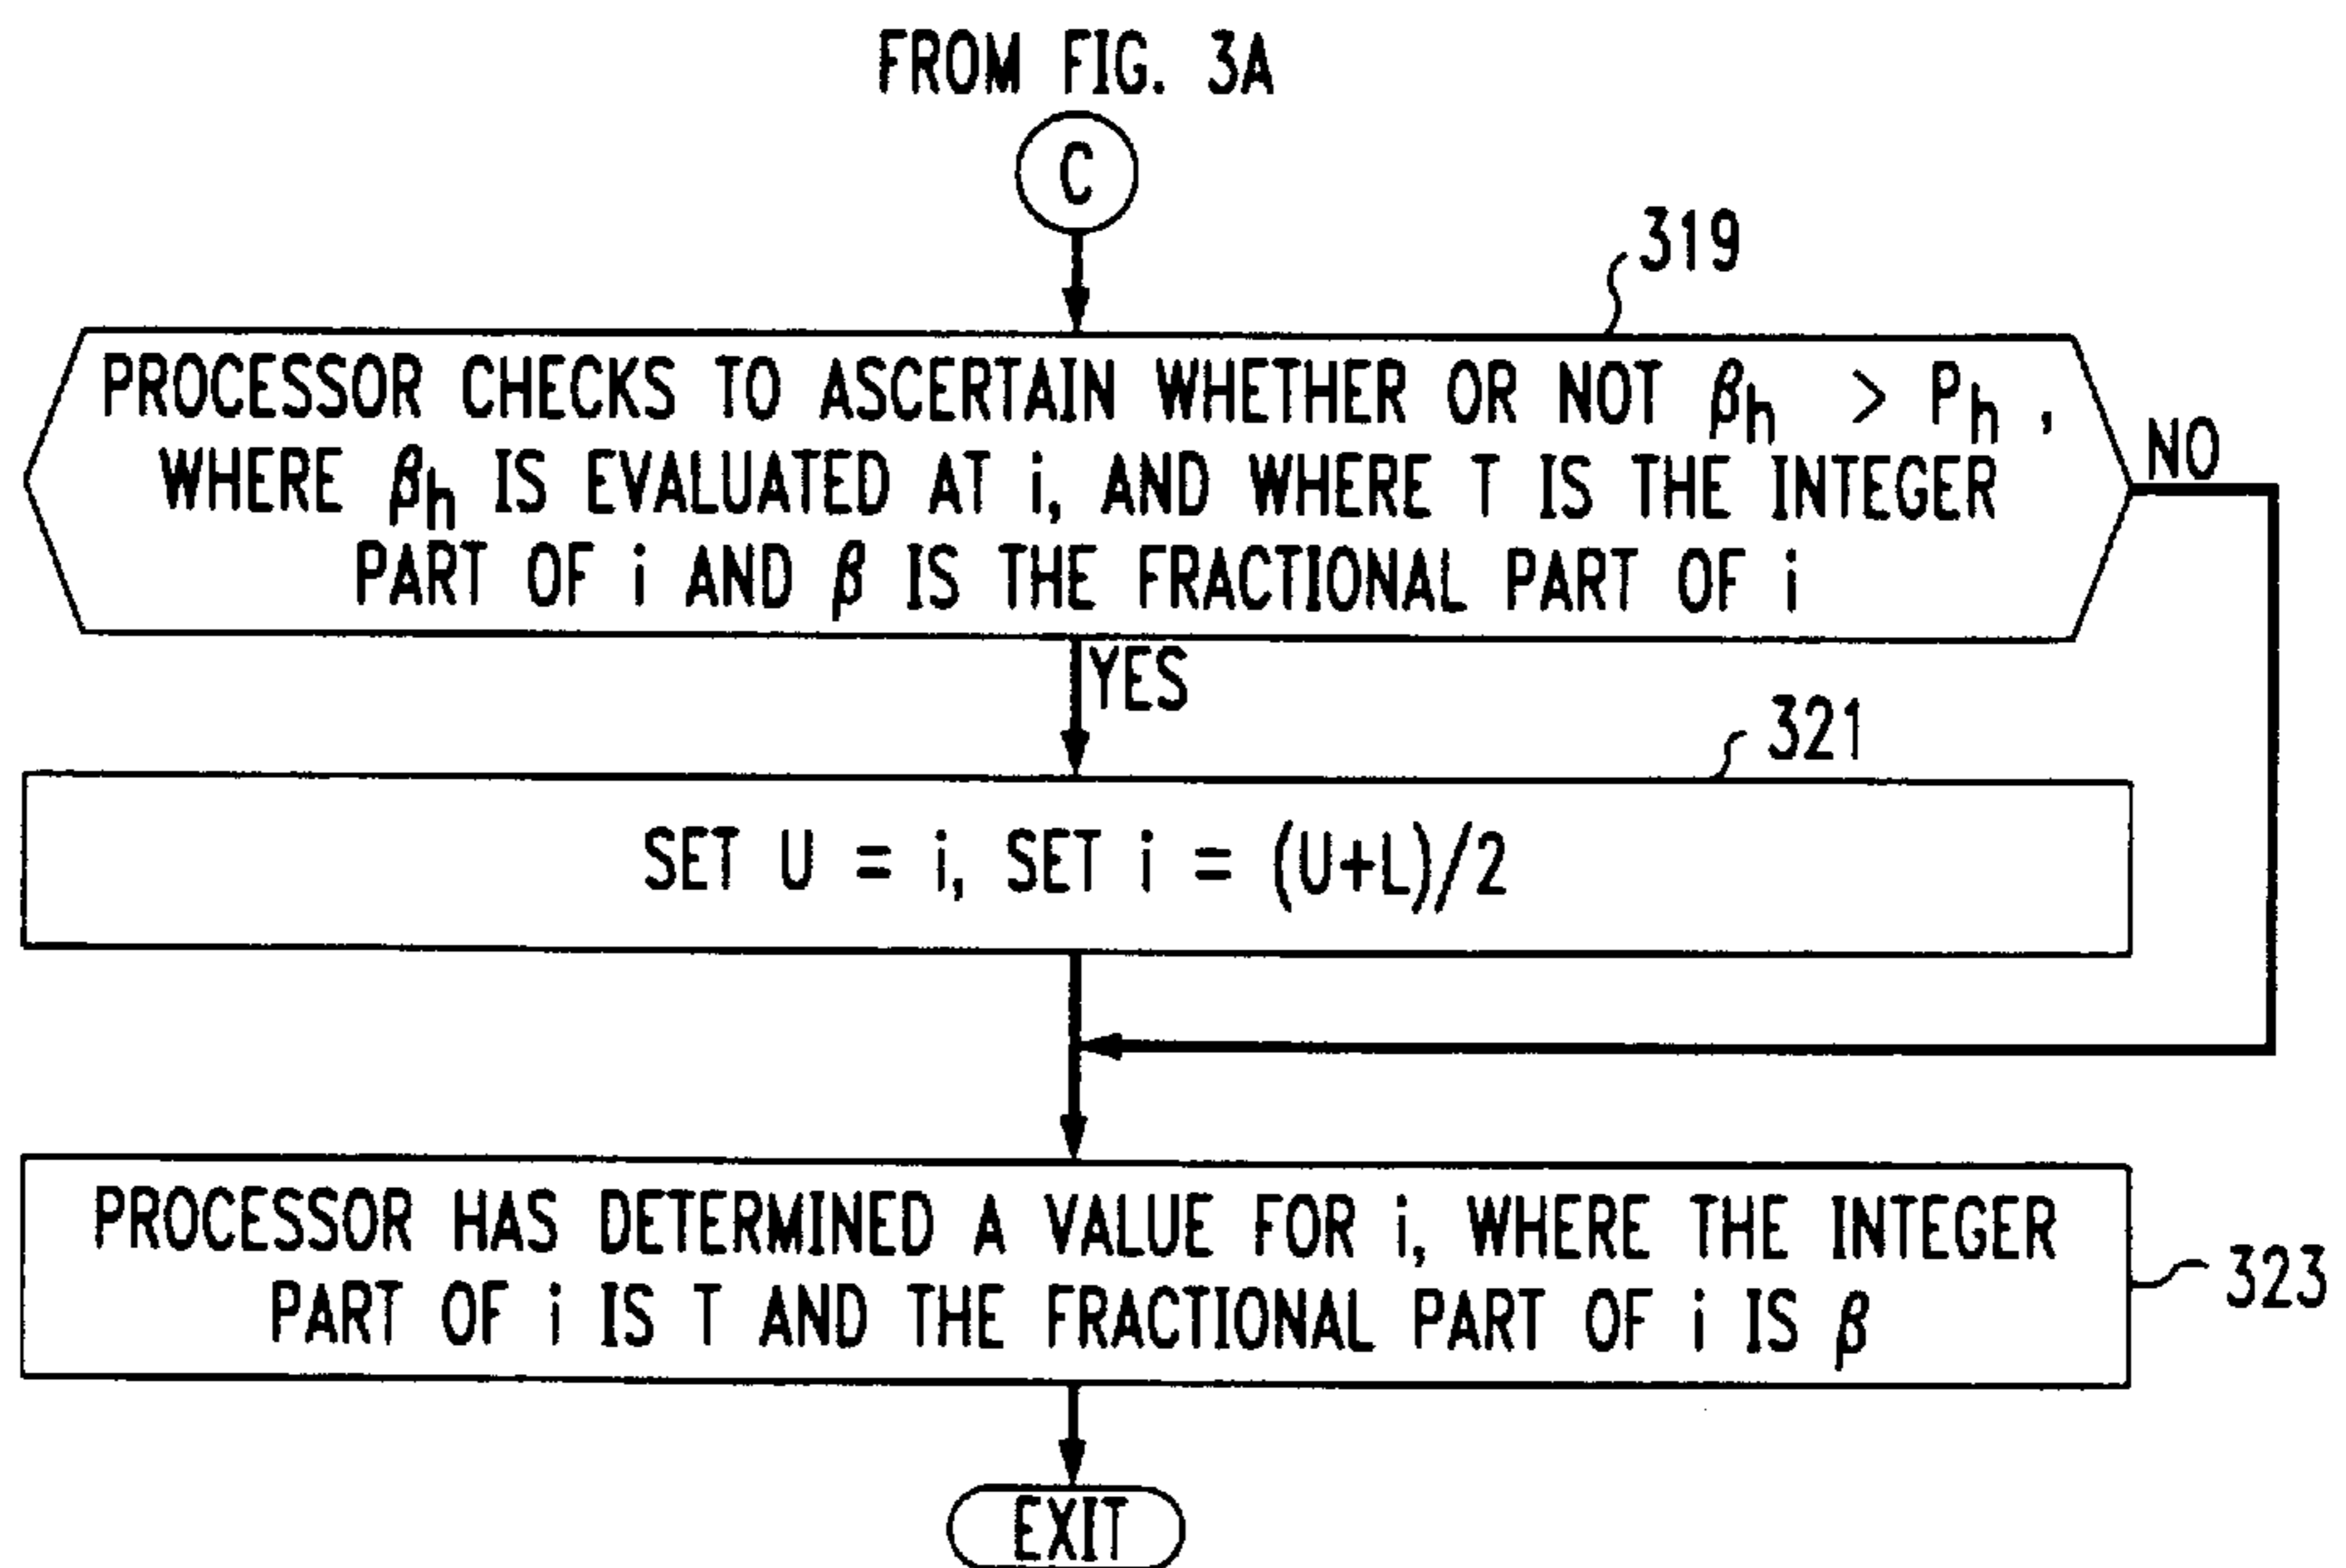 FROM FIG. 3A
C
319
PROCESSOR CHECKS TO ASCERTAIN WHETHER OR NOT βh > Ph ,
WHERE βh IS EVALUATED AT i, AND WHERE T IS THE INTEGER
PART OF i AND β IS THE FRACTIONAL PART OF i
NO
YES
321
SET U = i, SET i = (U+L)/2
PROCESSOR HAS DETERMINED A VALUE FOR i, WHERE THE INTEGER
PART OF i IS T AND THE FRACTIONAL PART OF i IS β
323
EXIT